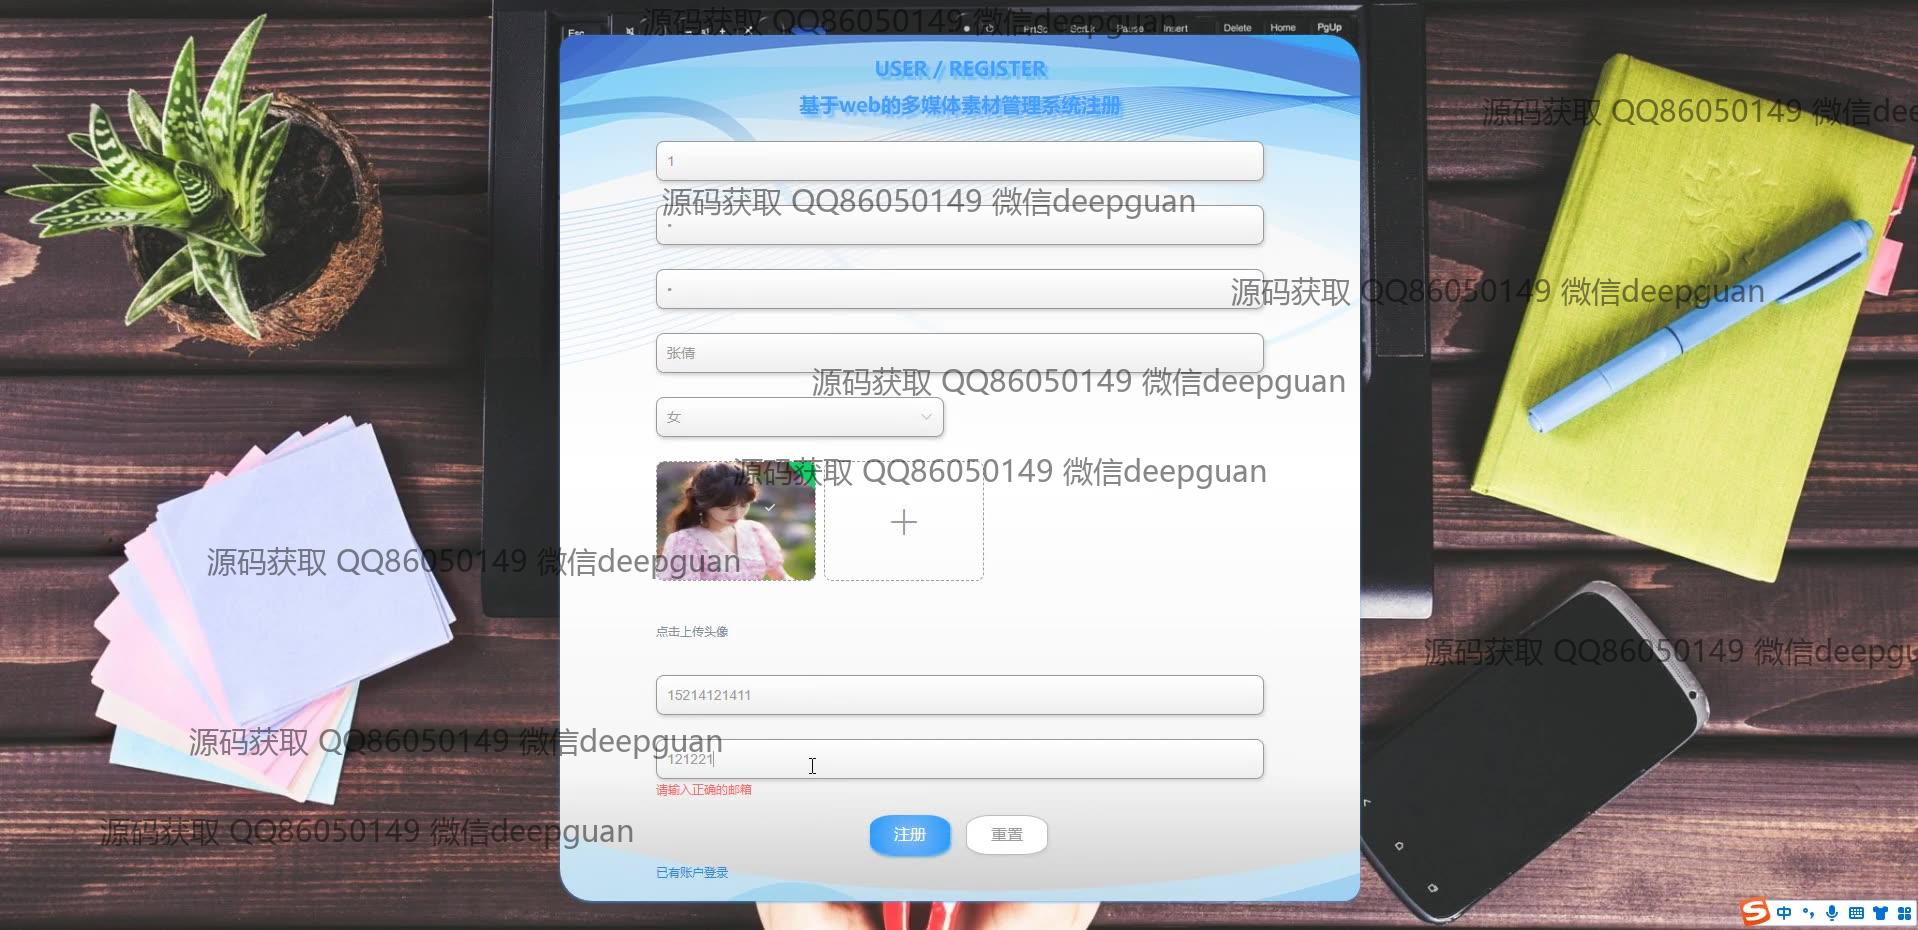 源码获取 QQ86050149 微信deepguan
Esc
PrtSc
ScrLk
Pause
Insert
Delete
Home
PgUp
USER / REGISTER
基于web的多媒体素材管理系统注册
源码获取 QQ86050149 微信dee
1
源码获取 QQ86050149 微信deepguan
源码获取 QQ86050149 微信deepguan
张倩
源码获取 QQ86050149 微信deepguan
女
源码获取 QQ86050149 微信deepguan
源码获取 QQ86050149 微信deepguan
点击上传头像
源码获取 QQ86050149 微信deepgu
15214121411
源码获取 QQ86050149 微信deepguan
121221
请输入正确的邮箱
源码获取 QQ86050149 微信deepguan
注册
重置
已有账户登录
中